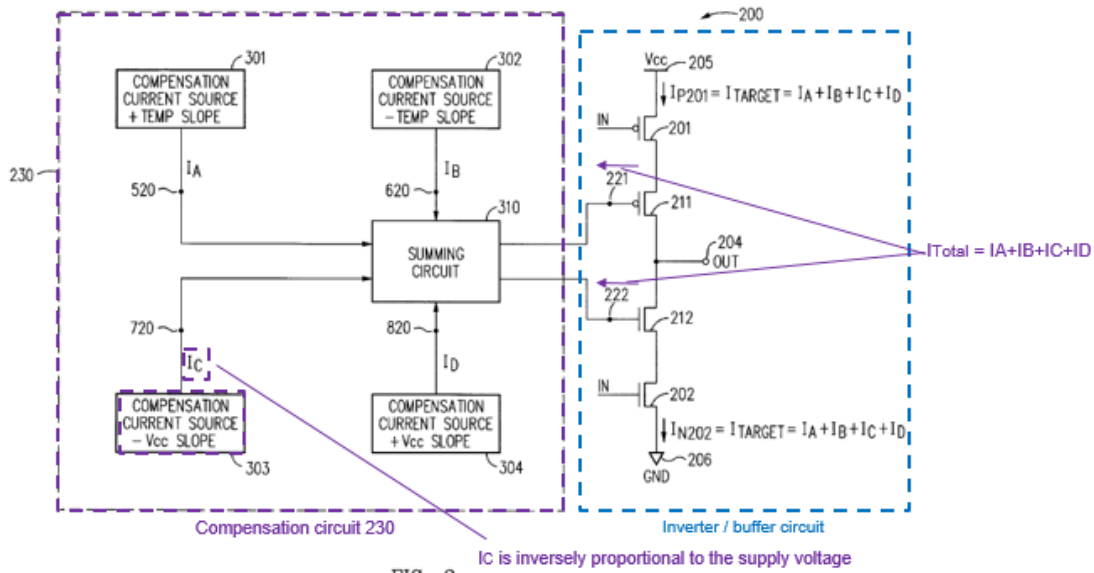 200
301
COMPENSATION
CURRENT SOURCE
+ TEMP SLOPE
302
COMPENSATION
CURRENT SOURCE
- TEMP SLOPE
Vcc
205
IP201 = ITARGET = IA+IB+IC+ID
IN
201
230
IA
520
IB
620
310
221
211
SUMMING
CIRCUIT
204
OUT
ITotal = IA+IB+IC+ID
222
212
720
820
IC
ID
IN
202
COMPENSATION
CURRENT SOURCE
- Vcc SLOPE
303
COMPENSATION
CURRENT SOURCE
+ Vcc SLOPE
304
IN202 = ITARGET = IA+IB+IC+ID
206
GND
Compensation circuit 230
Inverter / buffer circuit
IC is inversely proportional to the supply voltage